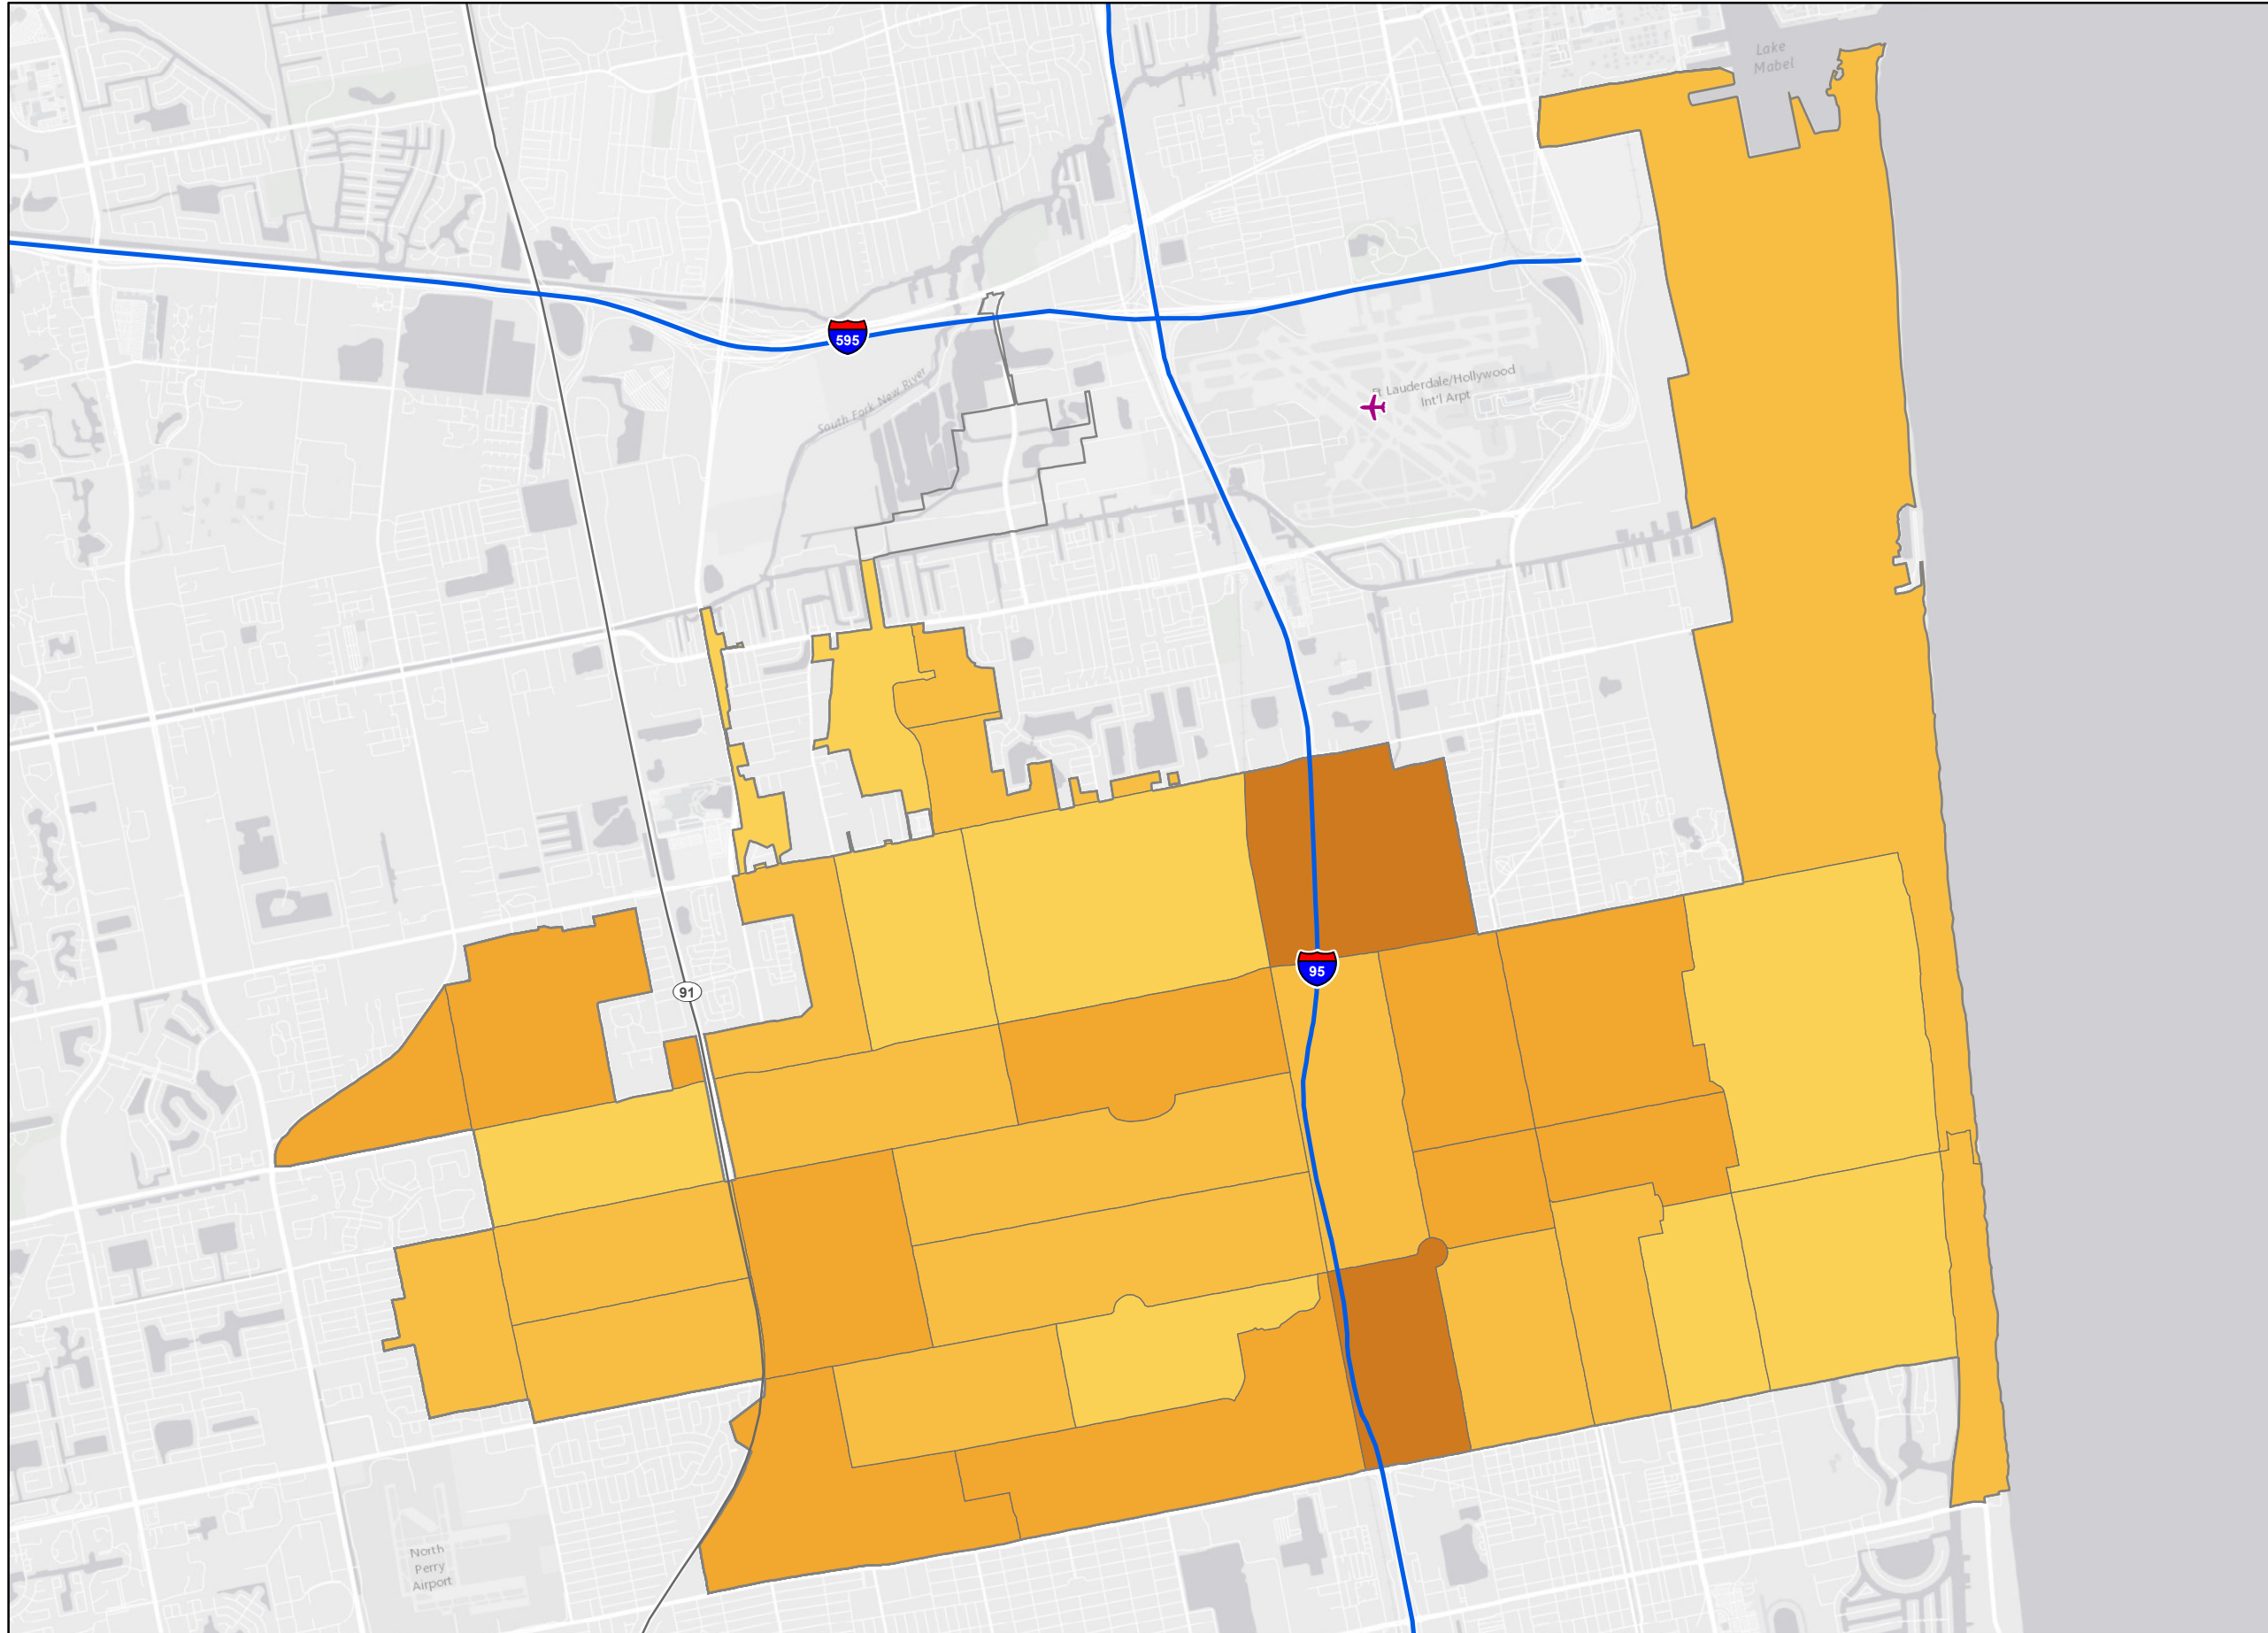 Lake
Mabel
595
Ft Lauderdale/Hollywood
Int'l Arpt
South Fork New River
95
91
North
Perry
Airport